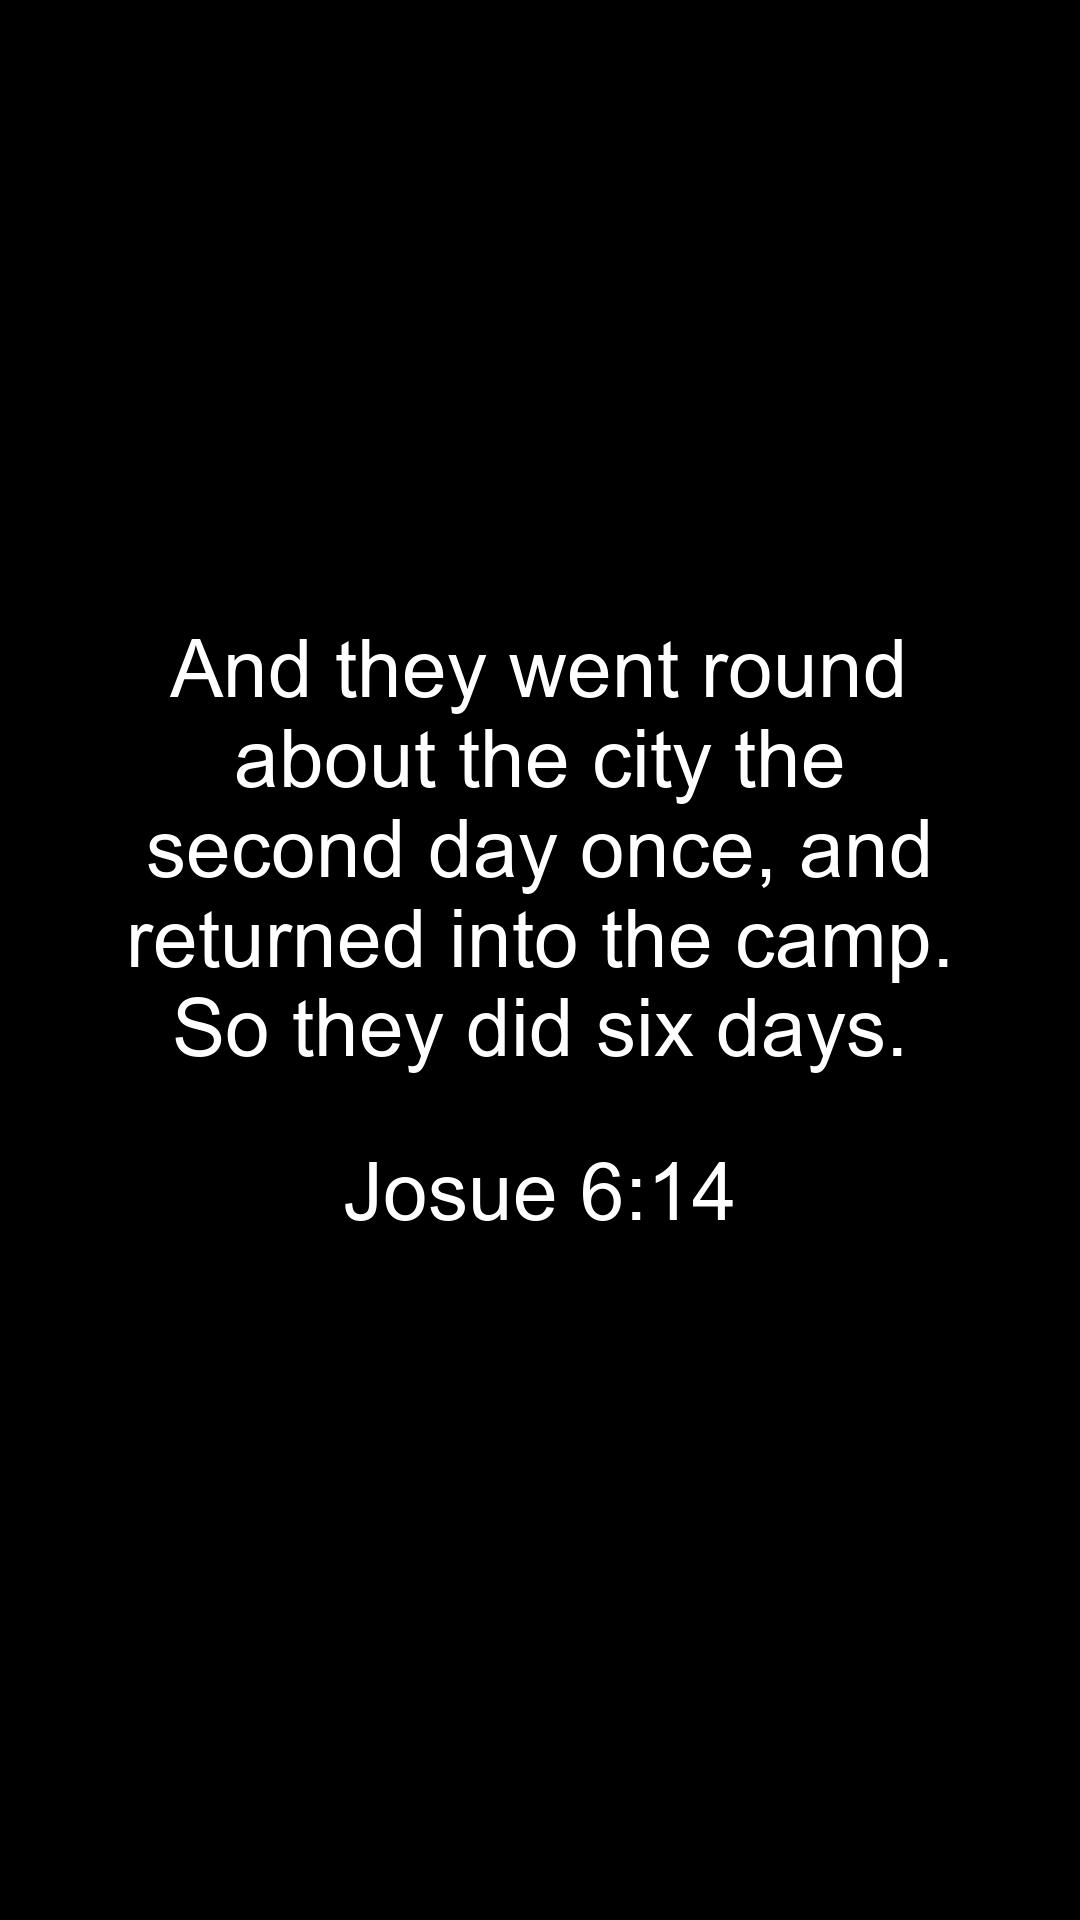 And they went round
about the city the
second day once, and
returned into the camp.
So they did six days.
Josue 6:14